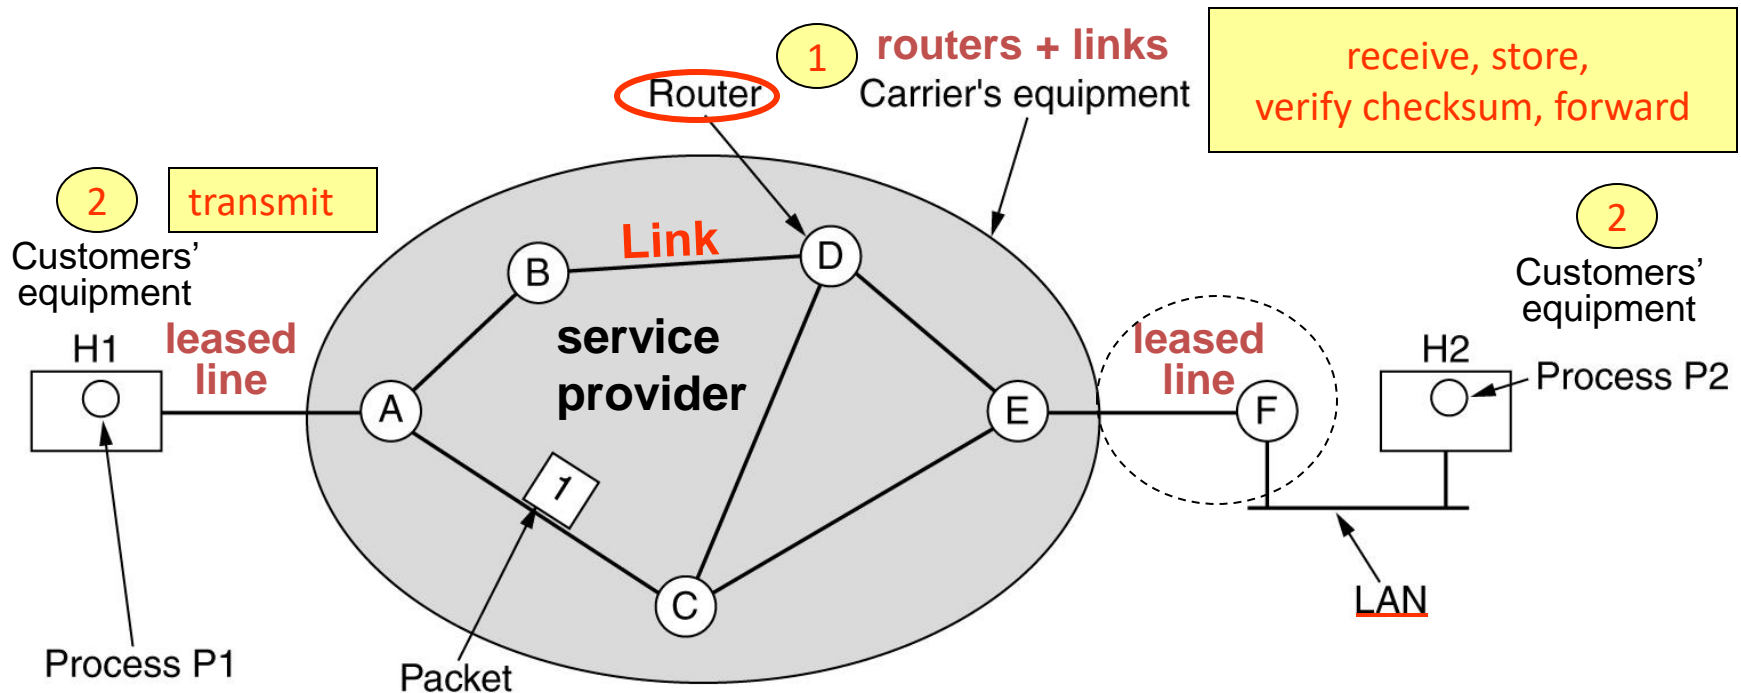 1
routers + links
receive, store,
verify checksum, forward
Router
Carrier's equipment
2
transmit
2
Customers’
equipment
Customers’
equipment
Link
B
D
service
provider
H1
leased
line
leased
line
H2
Process P2
A
E
F
1
C
LAN
Process P1
Packet